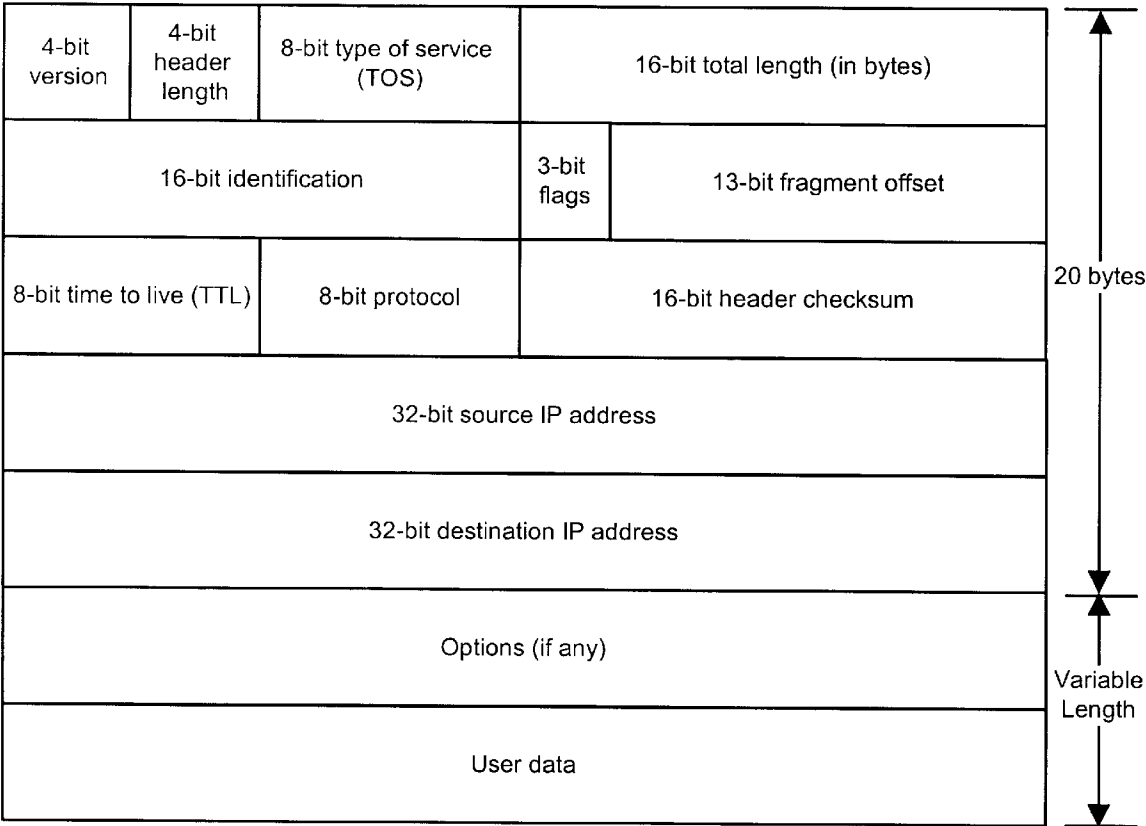 4-bit
version
4-bit
header
length
8-bit type of service
(TOS)
16-bit total length (in bytes)
16-bit identification
3-bit
flags
13-bit fragment offset
8-bit time to live (TTL)
8-bit protocol
16-bit header checksum
20 bytes
32-bit source IP address
32-bit destination IP address
Options (if any)
Variable
Length
User data